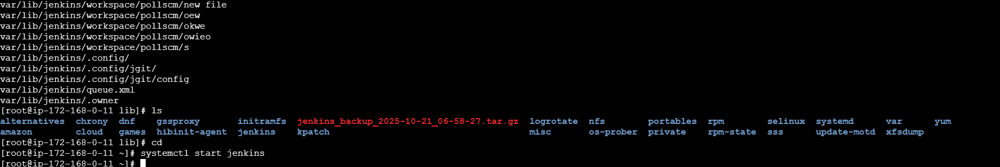 var/lib/jenkins/workspace/pollscm/new file
var/lib/jenkins/workspace/pollscm/oew
var/lib/jenkins/workspace/pollscm/okwe
var/lib/jenkins/workspace/pollscm/owieo
var/lib/jenkins/workspace/pollscm/s
var/lib/jenkins/.config/
var/lib/jenkins/.config/jgit/
var/lib/jenkins/.config/jgit/config
var/lib/jenkins/queue.xml
var/lib/jenkins/.owner
[root@ip-172-168-0-11 lib]# ls
alternatives  chrony  dnf    gssproxy       initramfs  jenkins_backup_2025-10-21_06-58-27.tar.gz  logrotate  nfs        portables  rpm        selinux  systemd      var      yum
amazon        cloud   games  hibinit-agent  jenkins    kpatch                                     misc       os-prober  private    rpm-state  sss      update-motd  xfsdump
[root@ip-172-168-0-11 lib]# cd
[root@ip-172-168-0-11 ~]# systemctl start jenkins
[root@ip-172-168-0-11 ~]#